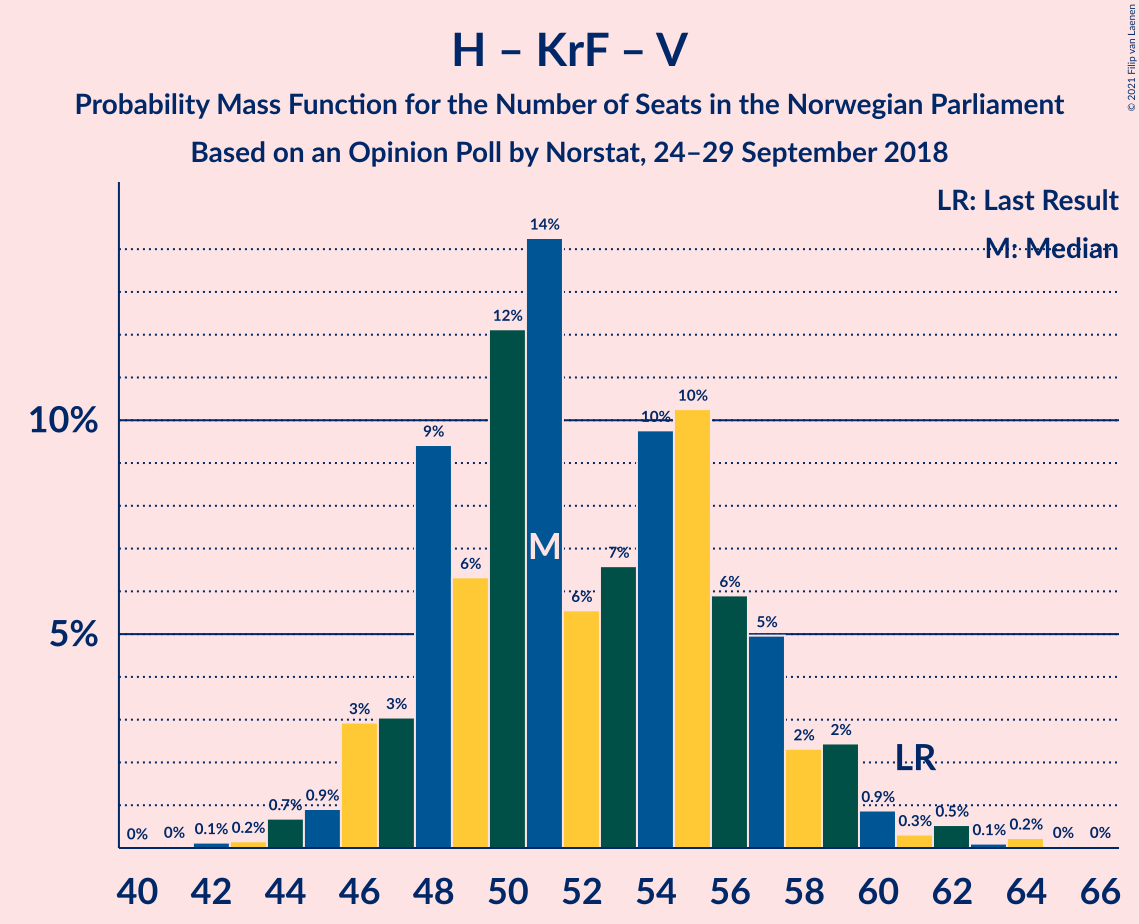 H – KrF – V
Probability Mass Function for the Number of Seats in the Norwegian Parliament
Based on an Opinion Poll by Norstat, 24–29 September 2018
© 2021 Filip van Laenen
LR: Last Result
M: Median
10%
5%
0% 0% 0.1% 0.2% 0.7% 0.9% 3% 3% 9% 6% 12% 14% 6% 7% 10% 10% 6% 5% 2% 2% 0.9% 0.3% 0.5% 0.1% 0.2% 0% 0%
M
LR
40 42 44 46 48 50 52 54 56 58 60 62 64 66